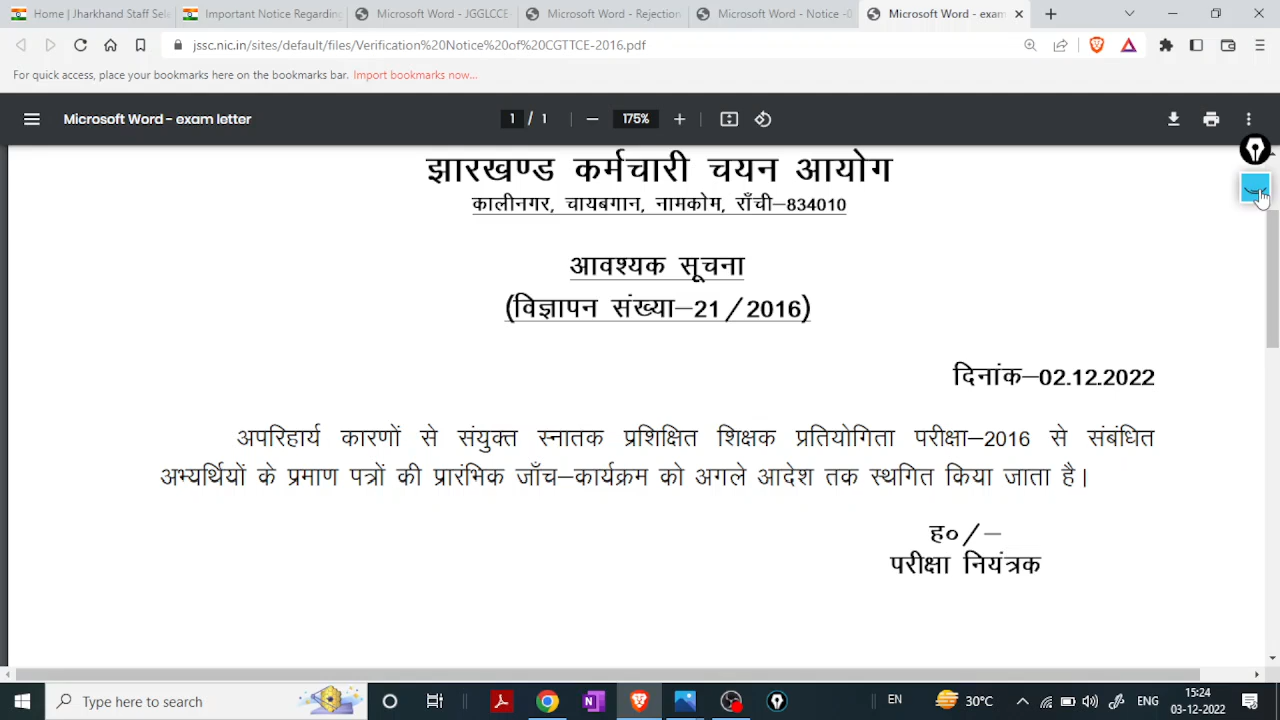 Home | Jharkhand Staff Sele
Important Notice Regarding
Microsoft Word - JGGLCCE
Microsoft Word - Rejection
Microsoft Word - Notice -0
Microsoft Word - exam
jssc.nic.in/sites/default/files/Verification%20Notice%20of%20CGTTCE-2016.pdf
For quick access, place your bookmarks here on the bookmarks bar. Import bookmarks now...
Microsoft Word - exam letter
1 / 1
175%
झारखण्ड कर्मचारी चयन आयोग
कालीनगर, चायबगान, नामकोम, राँची–834010
आवश्यक सूचना
(विज्ञापन संख्या–21/2016)
दिनांक–02.12.2022
अपरिहार्य कारणों से संयुक्त स्नातक प्रशिक्षित शिक्षक प्रतियोगिता परीक्षा–2016 से संबंधित
अभ्यर्थियों के प्रमाण पत्रों की प्रारंभिक जाँच–कार्यक्रम को अगले आदेश तक स्थगित किया जाता है।
ह०/–
परीक्षा नियंत्रक
Type here to search
EN
30°C
ENG
15:24
03-12-2022